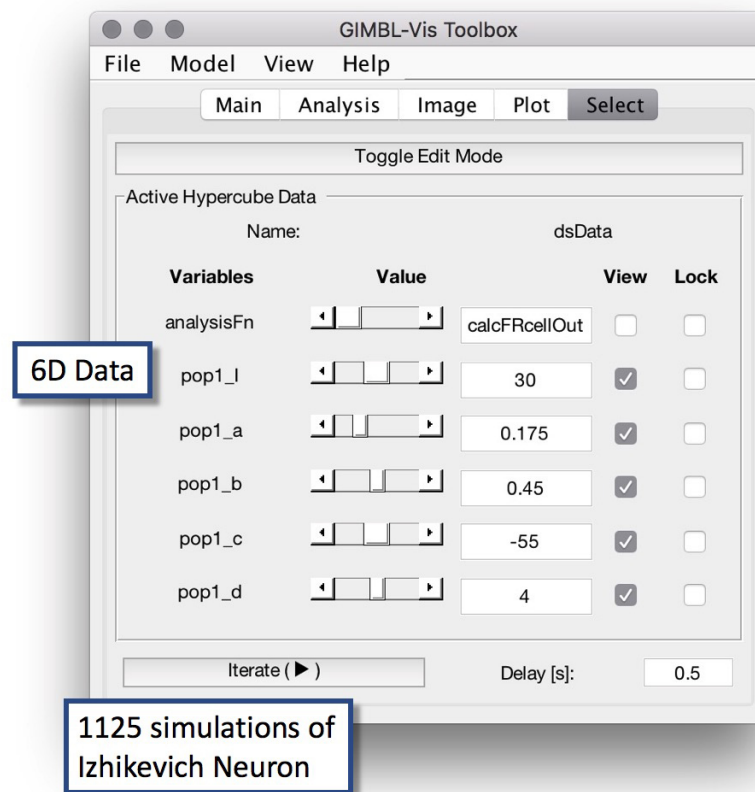 GIMBL-Vis Toolbox
File Model View Help
Main Analysis Image Plot Select
Toggle Edit Mode
Active Hypercube Data
Name: dsData
Variables Value View Lock
analysisFn calcFRcellOut
6D Data
pop1_I 30
pop1_a 0.175
pop1_b 0.45
pop1_c -55
pop1_d 4
Iterate ( ▶ ) Delay [s]: 0.5
1125 simulations of
Izhikevich Neuron